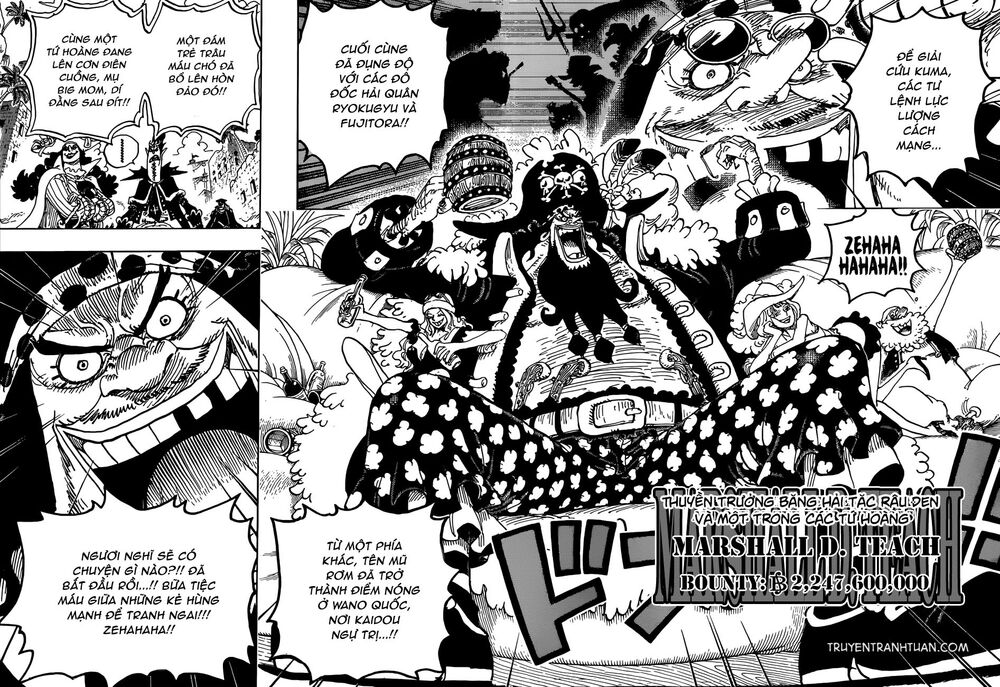 CÙNG MỘT
TỨ HOÀNG ĐANG
LÊN CƠN ĐIÊN
CUỒNG, MỤ
BIG MOM, DÍ
ĐẰNG SAU ĐÍT!!
MỘT ĐÁM
TRẺ TRÂU
MÁU CHÓ ĐÃ
ĐỔ LÊN HÒN
ĐẢO ĐÓ!!
CUỐI CÙNG
ĐÃ ĐỤNG ĐỘ
VỚI CÁC ĐÔ
ĐỐC HẢI QUÂN
RYOKUGYU VÀ
FUJITORA!!
ĐỂ GIẢI
CỨU KUMA,
CÁC TƯ
LỆNH LỰC
LƯỢNG CÁCH
MẠNG...
ZEHAHA
HAHAHA!!
NGƯƠI NGHĨ SẼ CÓ
CHUYỆN GÌ NÀO?!! ĐÃ
BẮT ĐẦU RỒI...!! BỮA TIỆC
MÁU GIỮA NHỮNG KẺ HÙNG
MẠNH ĐỂ TRANH NGAI!!!
ZEHAHAHA!!
TỪ MỘT PHÍA
KHÁC, TÊN MŨ
RƠM ĐÃ TRỞ
THÀNH ĐIỂM NÓNG
Ở WANO QUỐC,
NƠI KAIDOU
NGỰ TRỊ...!!
THUYỀN TRƯỞNG BĂNG HẢI TẶC RÂU ĐEN
VÀ MỘT TRONG CÁC TỨ HOÀNG
MARSHALL D. TEACH
BOUNTY: ฿ 2,247,600,000
ドン!!
TRUYENTRANHTUAN.COM